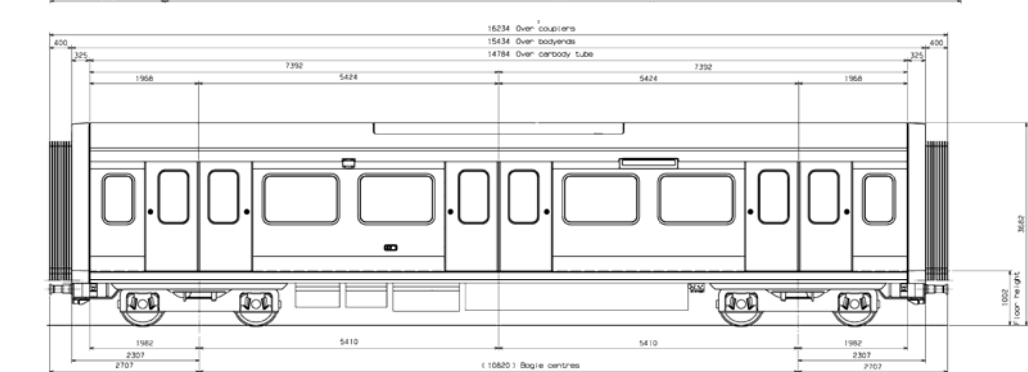 16234 Over couplers
400 15434 Over bodyends 400
325 14784 Over carbody tube 325
7392 7392
1968 5424 5424 1968
3682
1002
Floor height
1982 5410 5410 1982
2307 2307
2707 (10820) Bogie centres 2707